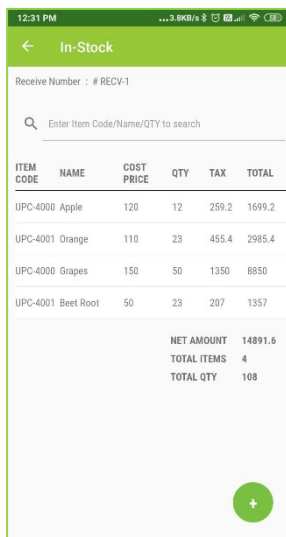 12:31 PM ...3.8KB/s 58
In-Stock
Receive Number : # RECV-1
Enter Item Code/Name/QTY to search
ITEM CODE NAME COST PRICE QTY TAX TOTAL
UPC-4000 Apple 120 12 259.2 1699.2
UPC-4001 Orange 110 23 455.4 2985.4
UPC-4000 Grapes 150 50 1350 8850
UPC-4001 Beet Root 50 23 207 1357
NET AMOUNT 14891.6
TOTAL ITEMS 4
TOTAL QTY 108
+